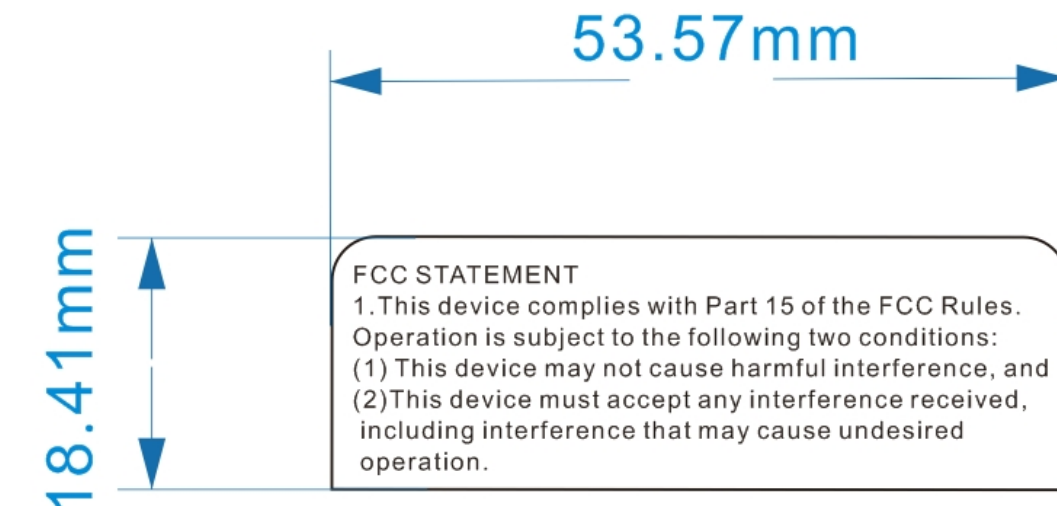 53.57mm
18.41mm
FCC STATEMENT
1.This device complies with Part 15 of the FCC Rules.
Operation is subject to the following two conditions:
(1) This device may not cause harmful interference, and
(2)This device must accept any interference received,
including interference that may cause undesired
operation.